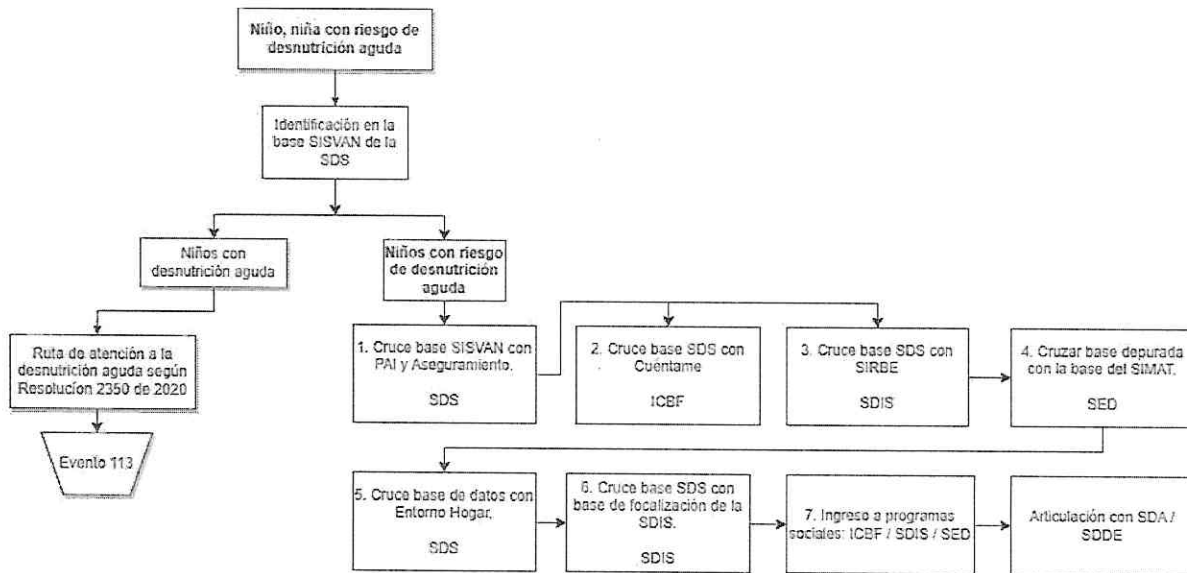 Niño, niña con riesgo de
desnutrición aguda
Identificación en la
base SISVAN de la
SDS
Niños con
desnutrición aguda
Niños con riesgo
de desnutrición
aguda
Ruta de atención a la
desnutrición aguda según
Resolucíon 2350 de 2020
Evento 113
1. Cruce base SISVAN con
PAI y Aseguramiento.
SDS
2. Cruce base SDS con
Cuéntame
ICBF
3. Cruce base SDS con
SIRBE
SDIS
4. Cruzar base depurada
con la base del SIMAT.
SED
5. Cruce base de datos con
Entorno Hogar.
SDS
6. Cruce base SDS con
base de focalización de la
SDIS.
SDIS
7. Ingreso a programas
sociales: ICBF / SDIS / SED
Articulación con SDA /
SDDE